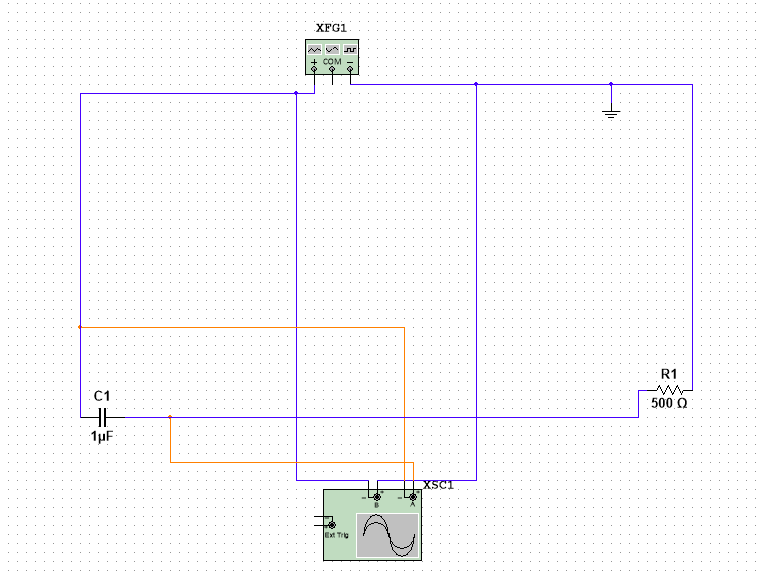 XFG1
+ COM −
C1
1µF
R1
500 Ω
XSC1
− + − +
B A
− +
Ext Trig